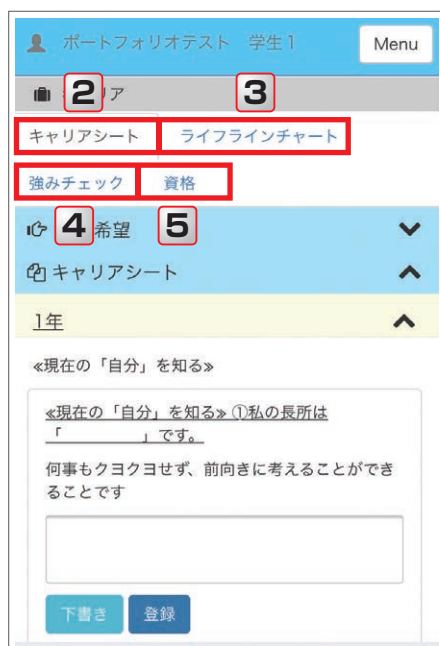 ポートフォリオテスト 学生1 Menu
2 リア 3
キャリアシート ライフラインチャート
強みチェック 資格
4 希望 5
キャリアシート
1年
≪現在の「自分」を知る≫
≪現在の「自分」を知る≫ ①私の長所は
「　　　　　」です。
何事もクヨクヨせず、前向きに考えることができ
ることです
下書き 登録